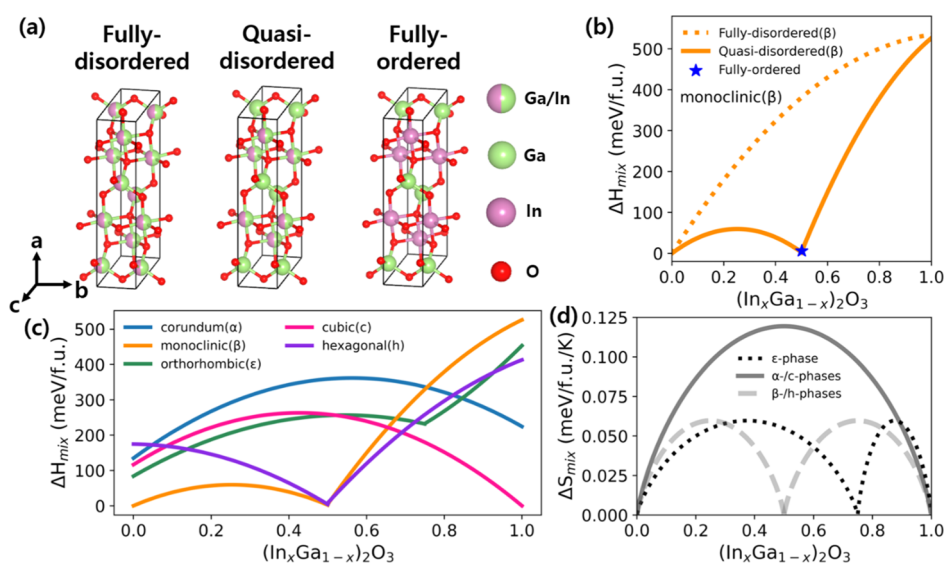 (a)
Fully-
disordered
Quasi-
disordered
Fully-
ordered
Ga/In
Ga
In
O
a
b
c
(b)
Fully-disordered(β)
Quasi-disordered(β)
Fully-ordered
monoclinic(β)
ΔHmix (meV/f.u.)
500
400
300
200
100
0
0.0 0.2 0.4 0.6 0.8 1.0
(InxGa1−x)2O3
(c)
corundum(α)
monoclinic(β)
orthorhombic(ε)
cubic(c)
hexagonal(h)
ΔHmix (meV/f.u.)
500
400
300
200
100
0
0.0 0.2 0.4 0.6 0.8 1.0
(InxGa1−x)2O3
(d)
ε-phase
α-/c-phases
β-/h-phases
ΔSmix (meV/f.u./K)
0.125
0.100
0.075
0.050
0.025
0.000
0.0 0.2 0.4 0.6 0.8 1.0
(InxGa1−x)2O3